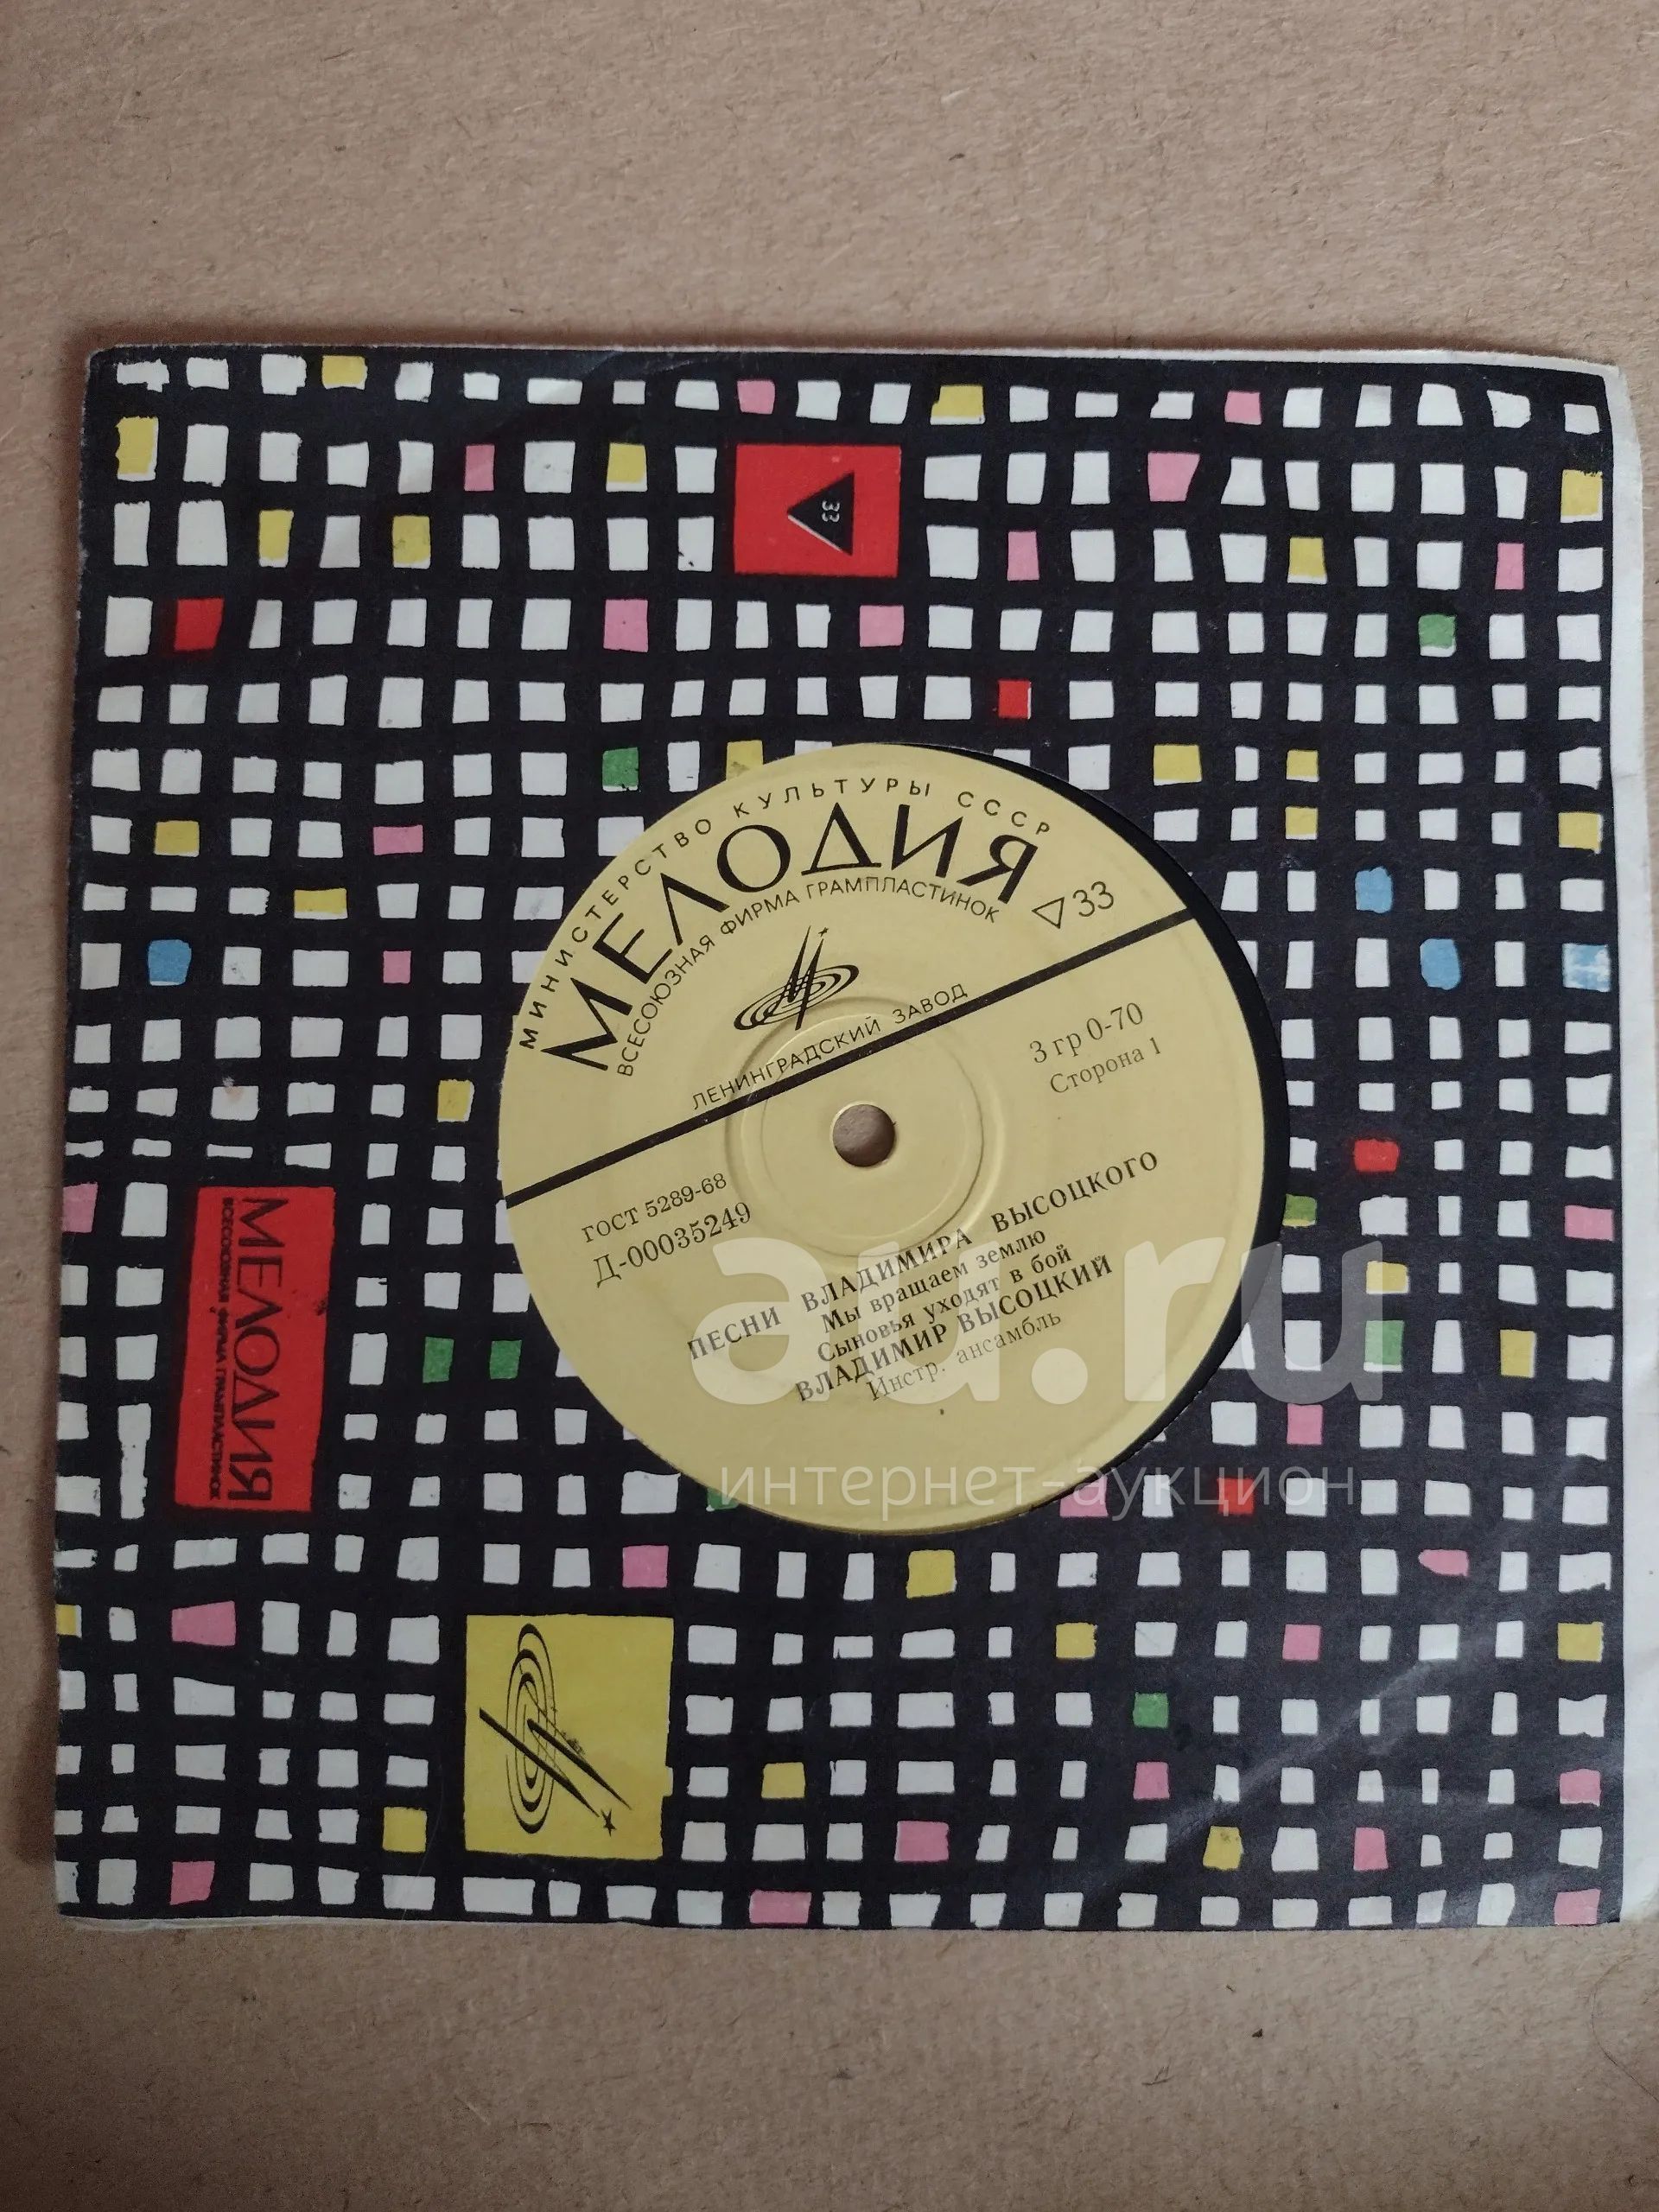 33
МИНИСТЕРСТВО КУЛЬТУРЫ СССР
МЕЛОДИЯ
ВСЕСОЮЗНАЯ ФИРМА ГРАМПЛАСТИНОК
33
ЛЕНИНГРАДСКИЙ ЗАВОД
3 гр 0-70
Сторона 1
ГОСТ 5289-68
Д-00035249
ПЕСНИ ВЛАДИМИРА ВЫСОЦКОГО
Мы вращаем землю
Сыновья уходят в бой
ВЛАДИМИР ВЫСОЦКИЙ
Инстр. ансамбль
МЕЛОДИЯ
ВСЕСОЮЗНАЯ ФИРМА ГРАМПЛАСТИНОК
au.ru
интернет-аукцион